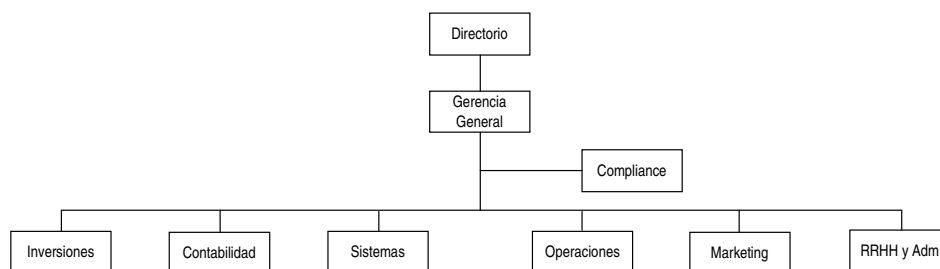 Directorio
Gerencia
General
Compliance
Inversiones
Contabilidad
Sistemas
Operaciones
Marketing
RRHH y Adm